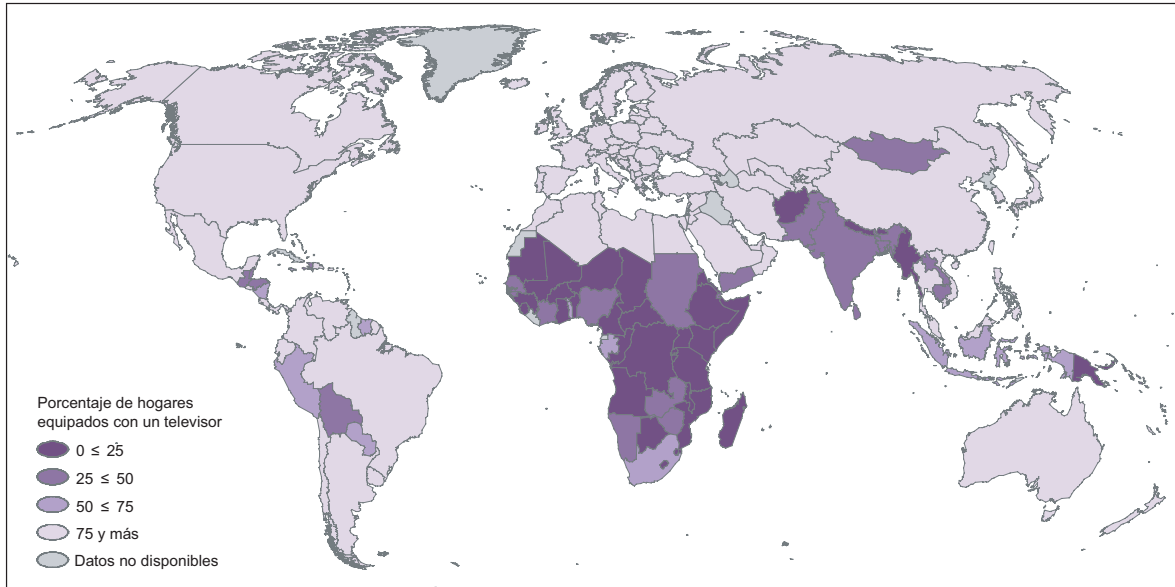 Porcentaje de hogares
equipados con un televisor
0 ≤ 25
25 ≤ 50
50 ≤ 75
75 y más
Datos no disponibles